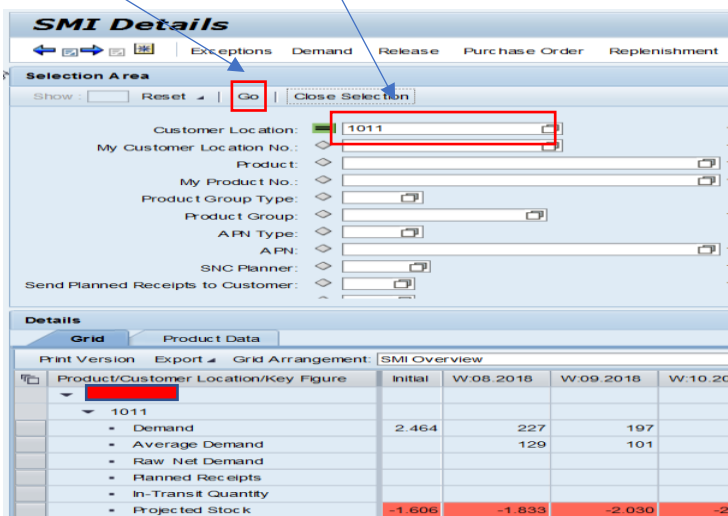 SMI Details
Exceptions Demand Release Purchase Order Replenishment
Selection Area
Show : Reset Go Close Selection
Customer Location: 1011
My Customer Location No.:
Product:
My Product No.:
Product Group Type:
Product Group:
APN Type:
APN:
SNC Planner:
Send Planned Receipts to Customer:
Details
Grid Product Data
Print Version Export Grid Arrangement: SMI Overview
Product/Customer Location/Key Figure Initial W:08.2018 W:09.2018 W:10.20
1011
Demand 2.464 227 197
Average Demand 129 101
Raw Net Demand
Planned Receipts
In-Transit Quantity
Projected Stock -1.606 -1.833 -2.030 -2